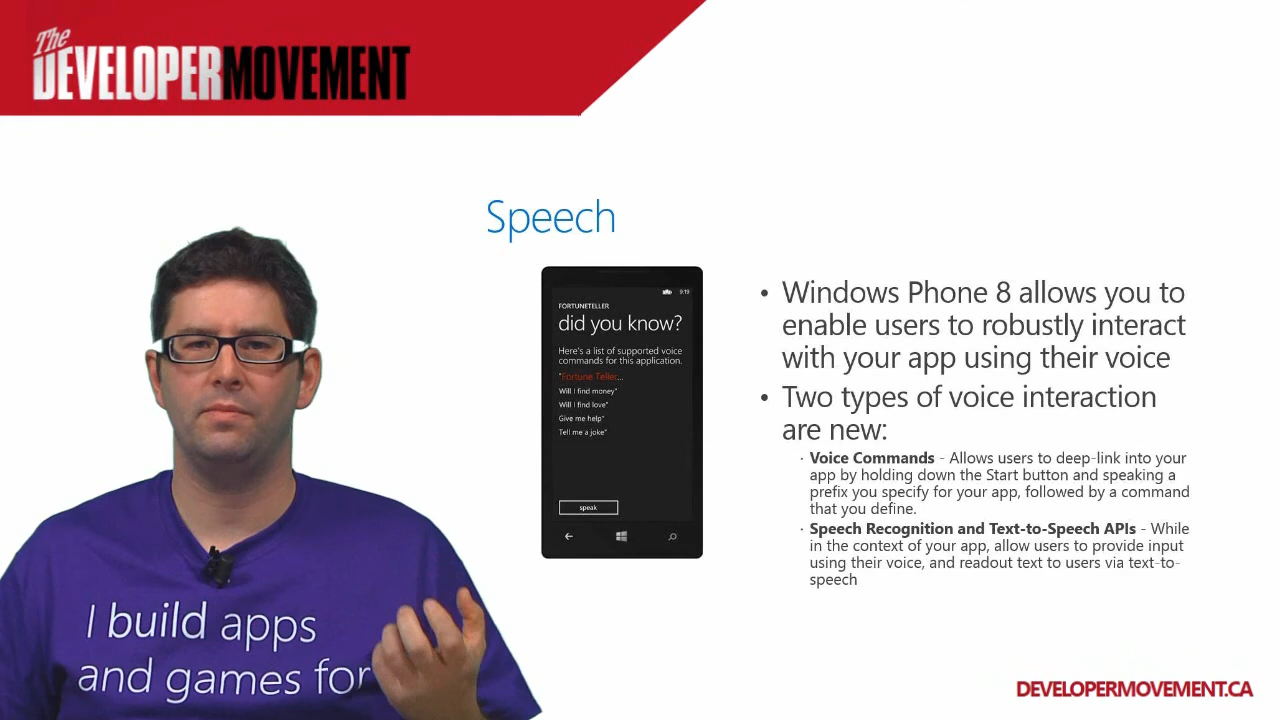 The
DEVELOPERMOVEMENT
Speech
FORTUNETELLER
9:19
did you know?
Here's a list of supported voice
commands for this application.
"Fortune Teller...
Will I find money"
Will I find love"
Give me help"
Tell me a joke"
speak
• Windows Phone 8 allows you to
enable users to robustly interact
with your app using their voice
• Two types of voice interaction
are new:
• Voice Commands - Allows users to deep-link into your
app by holding down the Start button and speaking a
prefix you specify for your app, followed by a command
that you define.
• Speech Recognition and Text-to-Speech APIs - While
in the context of your app, allow users to provide input
using their voice, and readout text to users via text-to-
speech
I build apps
and games for
DEVELOPERMOVEMENT.CA